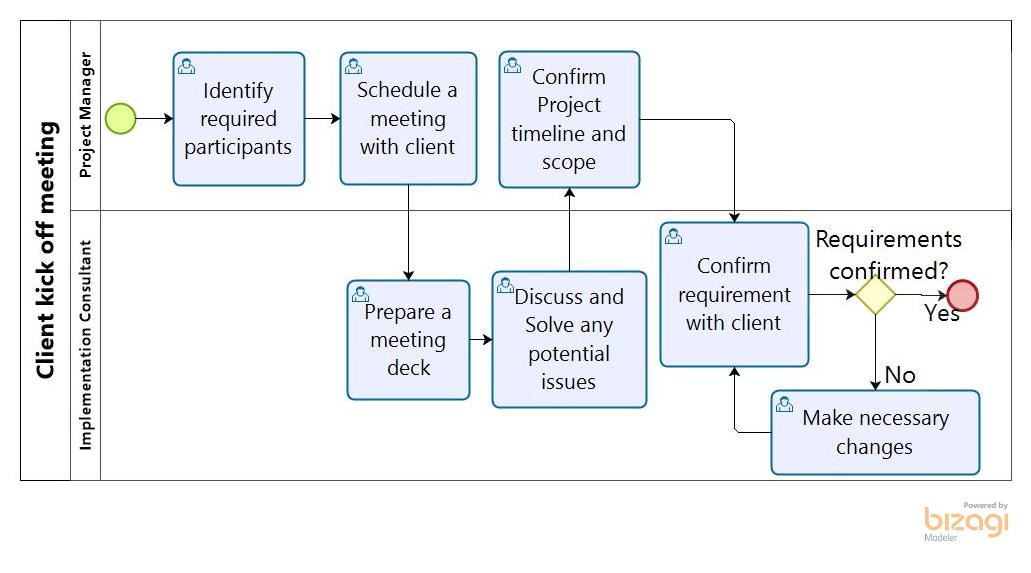 Client kick off meeting
Project Manager
Identify
required
participants
Schedule a
meeting
with client
Confirm
Project
timeline and
scope
Implementation Consultant
Prepare a
meeting
deck
Discuss and
Solve any
potential
issues
Confirm
requirement
with client
Requirements
confirmed?
Yes
No
Make necessary
changes
Powered by
bizagi
Modeler